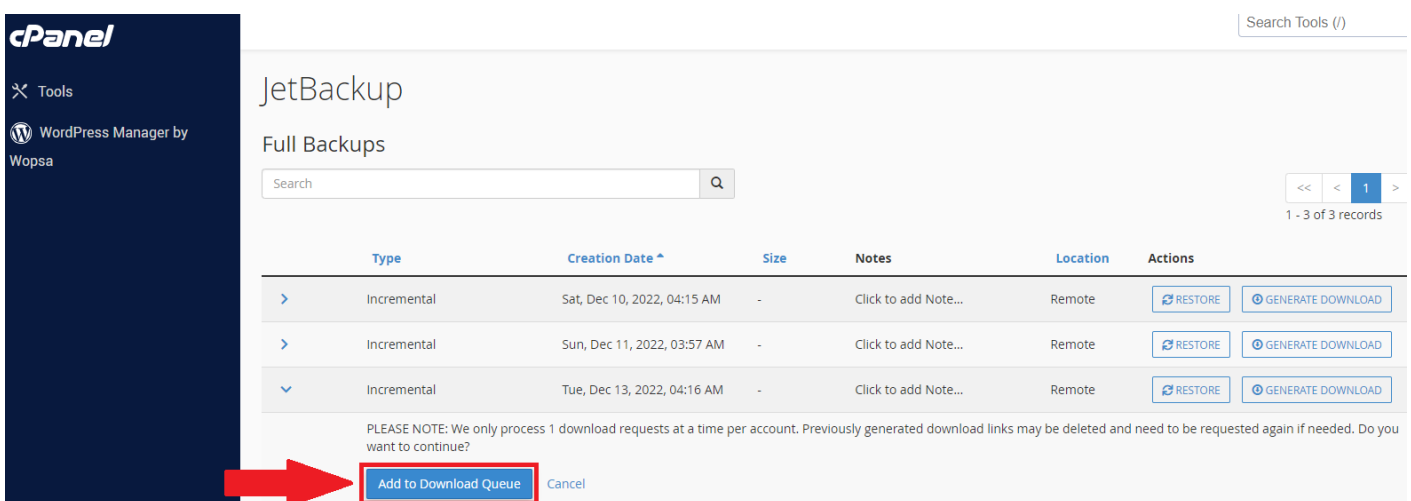 cPanel
Search Tools (/)
Tools
WordPress Manager by
Wopsa
JetBackup
Full Backups
Search
<< < 1 >
1 - 3 of 3 records
Type Creation Date Size Notes Location Actions
Incremental Sat, Dec 10, 2022, 04:15 AM - Click to add Note... Remote RESTORE GENERATE DOWNLOAD
Incremental Sun, Dec 11, 2022, 03:57 AM - Click to add Note... Remote RESTORE GENERATE DOWNLOAD
Incremental Tue, Dec 13, 2022, 04:16 AM - Click to add Note... Remote RESTORE GENERATE DOWNLOAD
PLEASE NOTE: We only process 1 download requests at a time per account. Previously generated download links may be deleted and need to be requested again if needed. Do you
want to continue?
Add to Download Queue Cancel